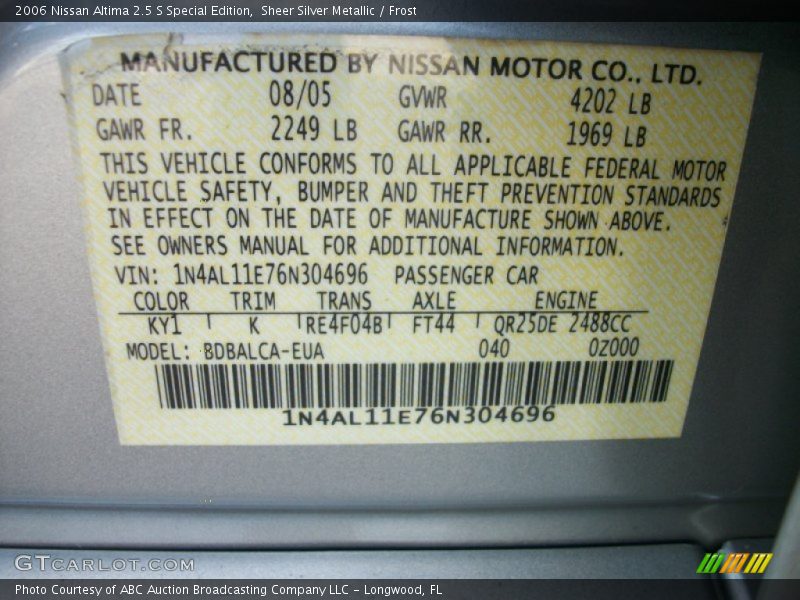 2006 Nissan Altima 2.5 S Special Edition,  Sheer Silver Metallic / Frost
MANUFACTURED BY NISSAN MOTOR CO., LTD.
DATE 08/05 GVWR 4202 LB
GAWR FR. 2249 LB GAWR RR. 1969 LB
THIS VEHICLE CONFORMS TO ALL APPLICABLE FEDERAL MOTOR
VEHICLE SAFETY, BUMPER AND THEFT PREVENTION STANDARDS
IN EFFECT ON THE DATE OF MANUFACTURE SHOWN ABOVE.
SEE OWNERS MANUAL FOR ADDITIONAL INFORMATION.
VIN: 1N4AL11E76N304696 PASSENGER CAR
COLOR TRIM TRANS AXLE ENGINE
KY1 K RE4F04B FT44 QR25DE 2488CC
MODEL: BDBALCA-EUA 040 0Z000
1N4AL11E76N304696
GTCARLOT.COM
Photo Courtesy of ABC Auction Broadcasting Company LLC – Longwood, FL